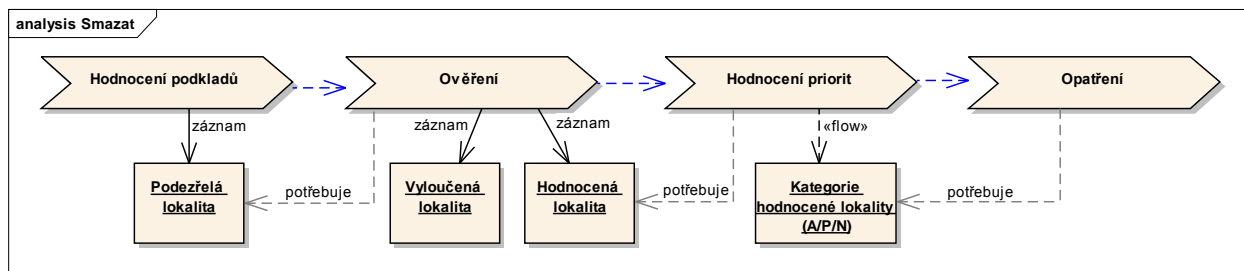 analysis Smazat
Hodnocení podkladů
Ověření
Hodnocení priorit
Opatření
záznam
záznam
záznam
«flow»
Podezřelá
lokalita
potřebuje
Vyloučená
lokalita
Hodnocená
lokalita
potřebuje
Kategorie
hodnocené lokality
(A/P/N)
potřebuje